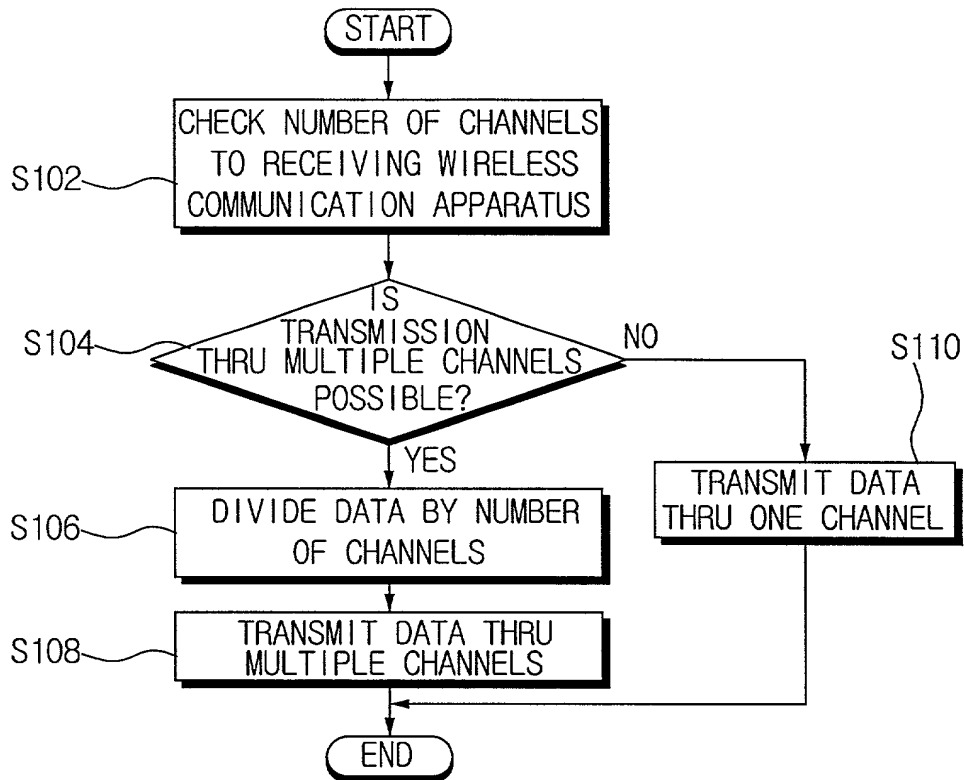 START
CHECK NUMBER OF CHANNELS
TO RECEIVING WIRELESS
COMMUNICATION APPARATUS
S102
IS
TRANSMISSION
THRU MULTIPLE CHANNELS
POSSIBLE?
S104
NO
S110
YES
TRANSMIT DATA
THRU ONE CHANNEL
DIVIDE DATA BY NUMBER
OF CHANNELS
S106
TRANSMIT DATA THRU
MULTIPLE CHANNELS
S108
END